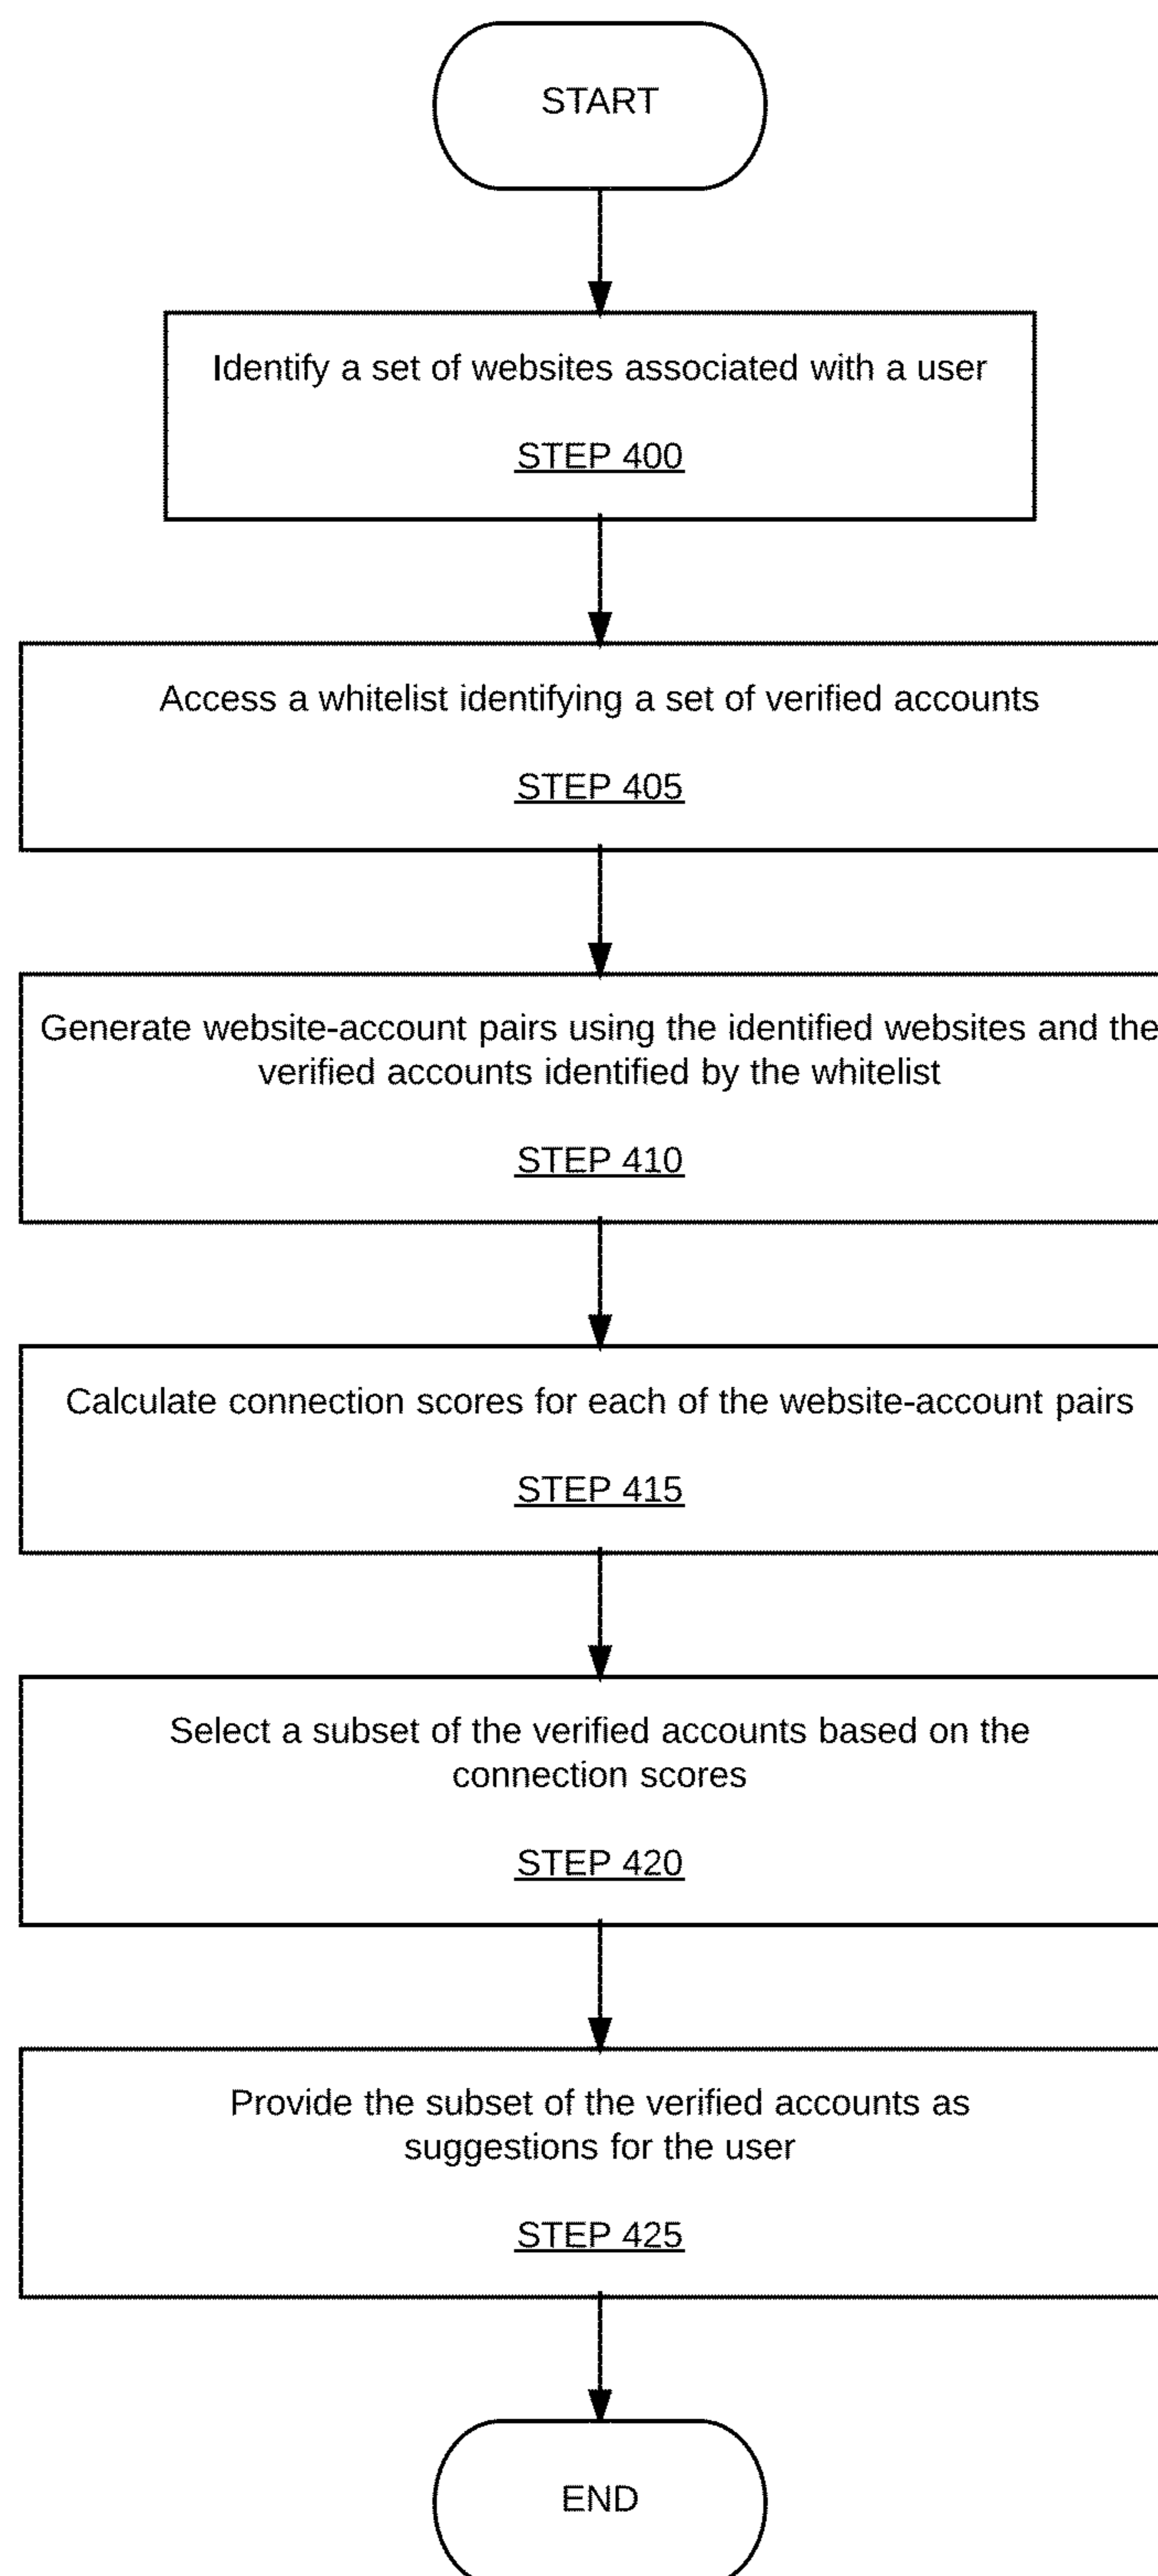 START
Identify a set of websites associated with a user
STEP 400
Access a whitelist identifying a set of verified accounts
STEP 405
Generate website-account pairs using the identified websites and the
verified accounts identified by the whitelist
STEP 410
Calculate connection scores for each of the website-account pairs
STEP 415
Select a subset of the verified accounts based on the
connection scores
STEP 420
Provide the subset of the verified accounts as
suggestions for the user
STEP 425
END